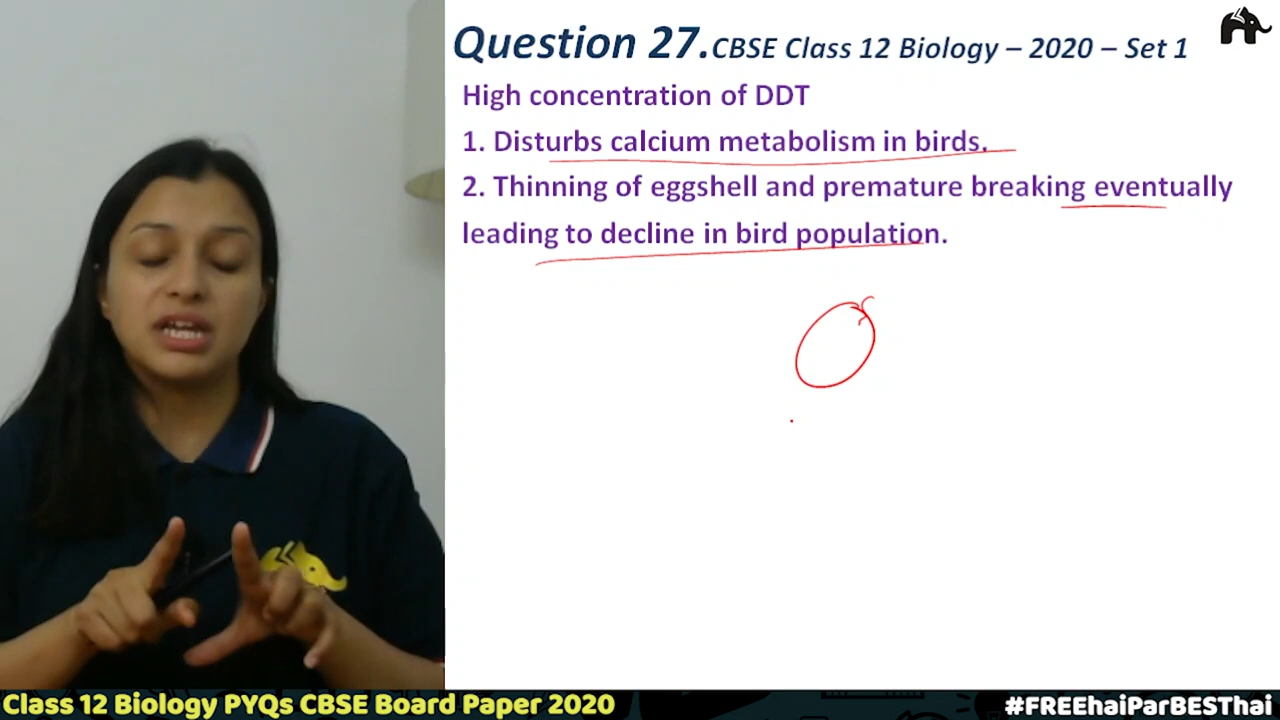 Question 27.CBSE Class 12 Biology – 2020 – Set 1
High concentration of DDT
1. Disturbs calcium metabolism in birds.
2. Thinning of eggshell and premature breaking eventually
leading to decline in bird population.
Class 12 Biology PYQs CBSE Board Paper 2020
#FREEhaiParBESThai